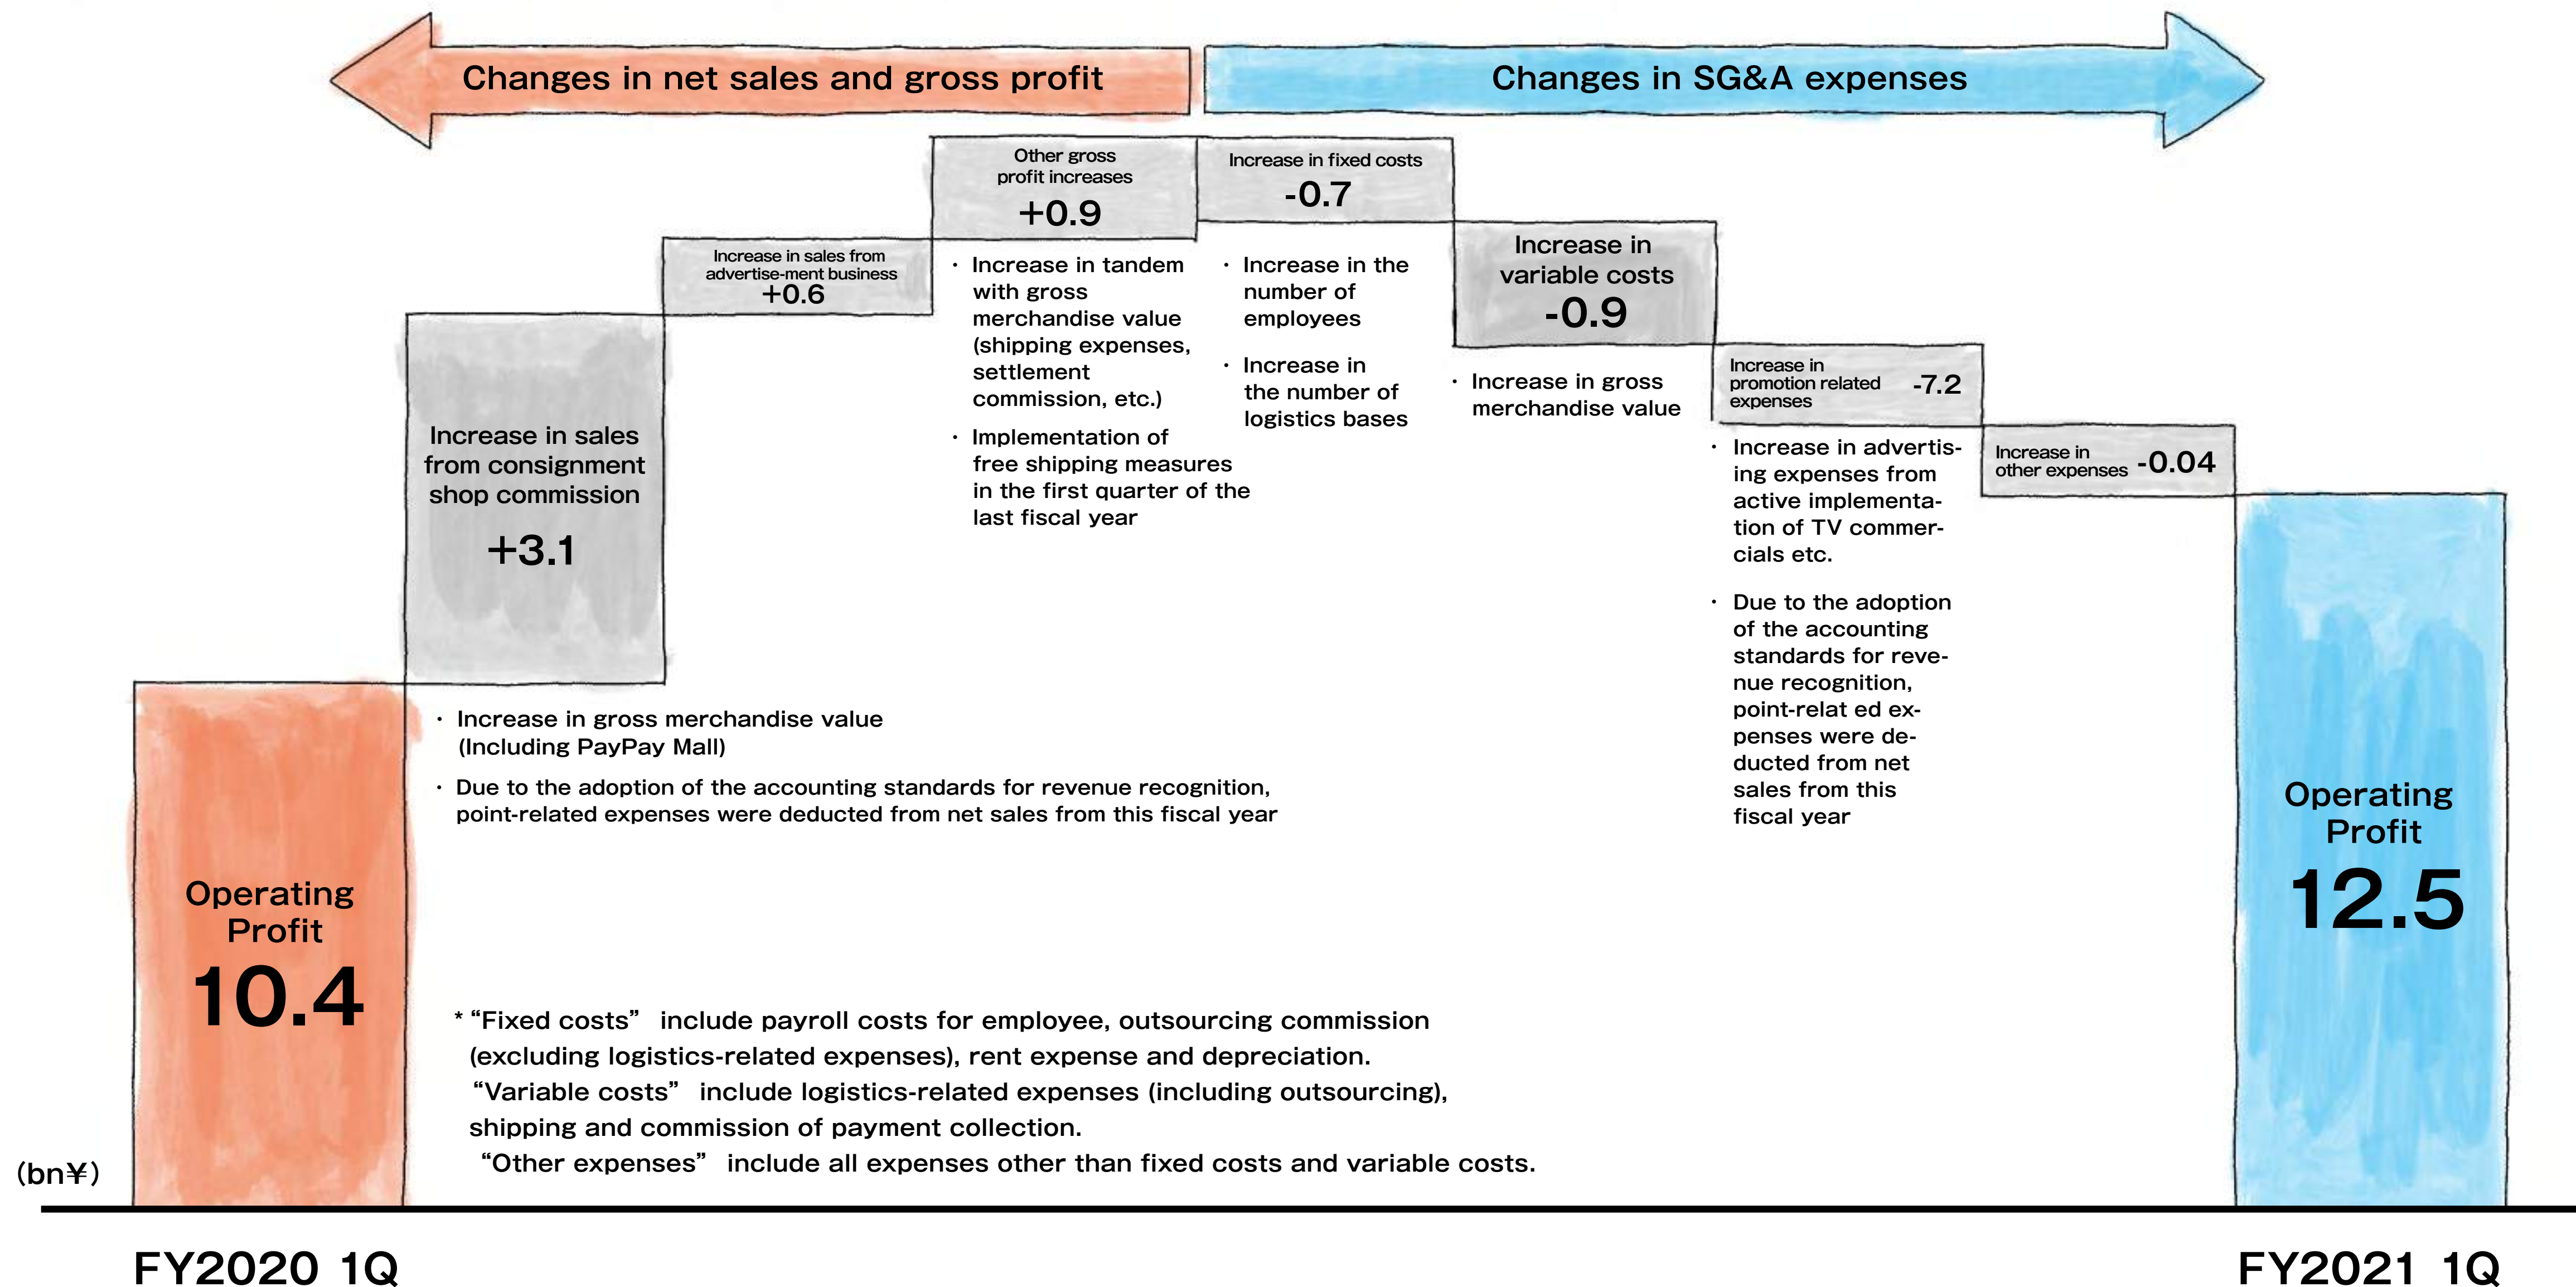 Changes in net sales and gross profit
Changes in SG&A expenses
Other gross
profit increases
+0.9
Increase in fixed costs
-0.7
Increase in sales from
advertise-ment business
+0.6
Increase in
variable costs
-0.9
・ Increase in tandem
with gross
merchandise value
(shipping expenses,
settlement
commission, etc.)
・ Implementation of
free shipping measures
in the first quarter of the
last fiscal year
・ Increase in the
number of
employees
・ Increase in
the number of
logistics bases
・ Increase in gross
merchandise value
Increase in
promotion related
expenses
-7.2
・ Increase in advertis-
ing expenses from
active implementa-
tion of TV commer-
cials etc.
・ Due to the adoption
of the accounting
standards for reve-
nue recognition,
point-relat ed ex-
penses were de-
ducted from net
sales from this
fiscal year
Increase in
other expenses
-0.04
Increase in sales
from consignment
shop commission
+3.1
・ Increase in gross merchandise value
(Including PayPay Mall)
・ Due to the adoption of the accounting standards for revenue recognition,
point-related expenses were deducted from net sales from this fiscal year
Operating
Profit
10.4
Operating
Profit
12.5
* “Fixed costs” include payroll costs for employee, outsourcing commission
(excluding logistics-related expenses), rent expense and depreciation.
“Variable costs” include logistics-related expenses (including outsourcing),
shipping and commission of payment collection.
“Other expenses” include all expenses other than fixed costs and variable costs.
(bn¥)
FY2020 1Q
FY2021 1Q